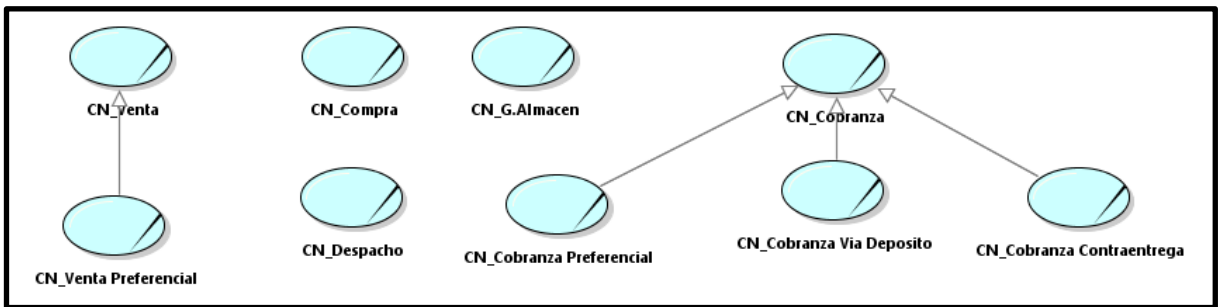 CN_Venta
CN_Compra
CN_G.Almacen
CN_Cobranza
CN_Despacho
CN_Cobranza Preferencial
CN_Cobranza Via Deposito
CN_Cobranza Contraentrega
CN_Venta Preferencial